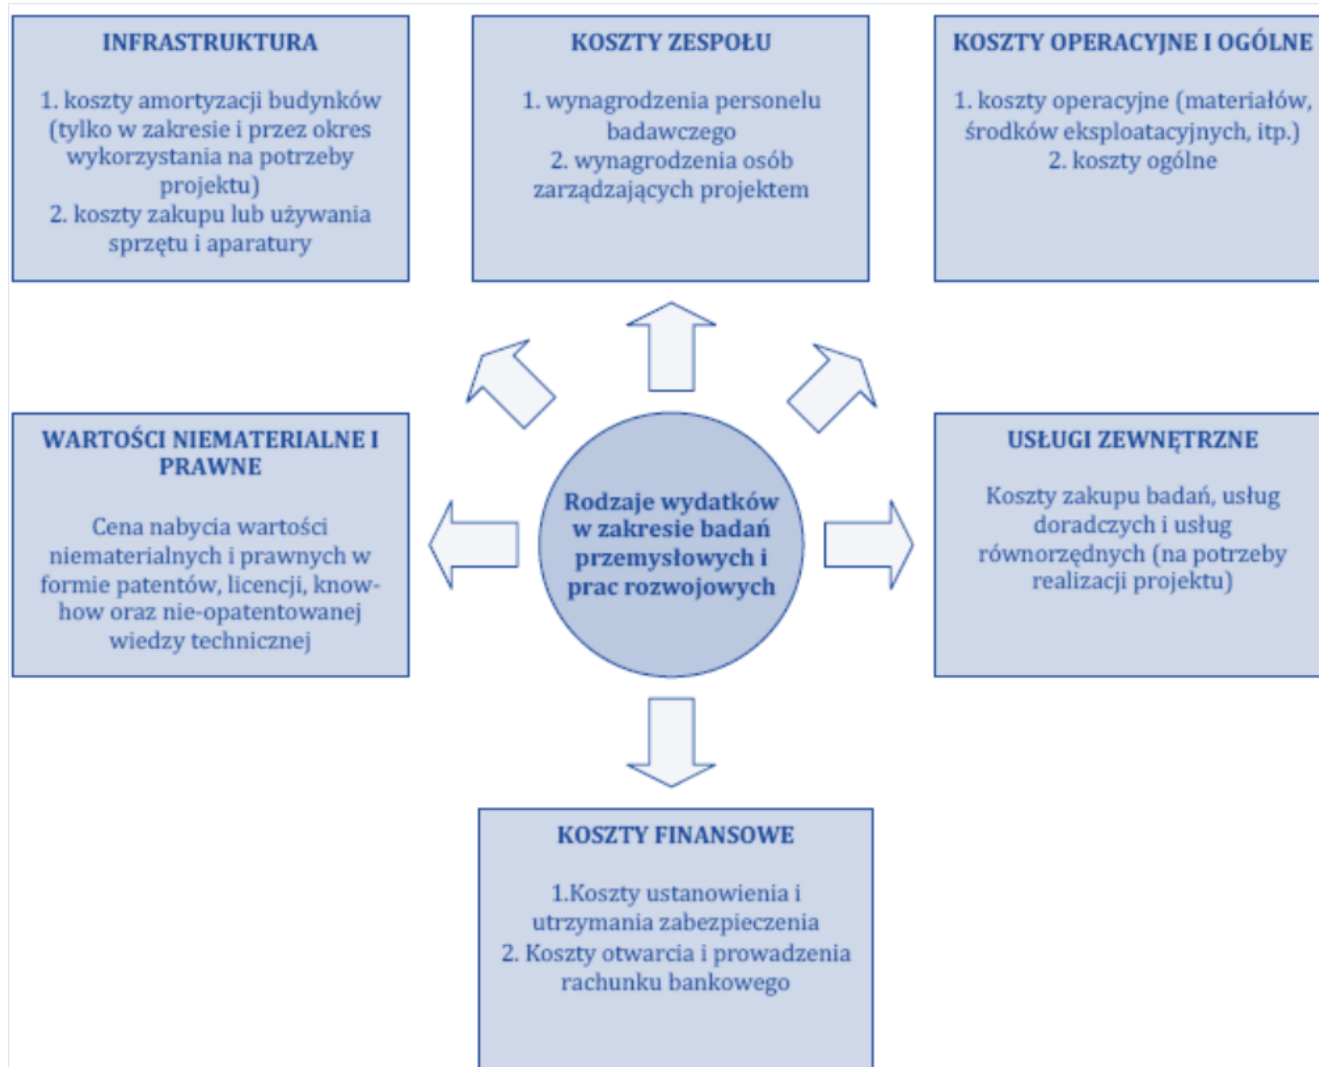 INFRASTRUKTURA
1. koszty amortyzacji budynków
(tylko w zakresie i przez okres
wykorzystania na potrzeby
projektu)
2. koszty zakupu lub używania
sprzętu i aparatury
KOSZTY ZESPOŁU
1. wynagrodzenia personelu
badawczego
2. wynagrodzenia osób
zarządzających projektem
KOSZTY OPERACYJNE I OGÓLNE
1. koszty operacyjne (materiałów,
środków eksploatacyjnych, itp.)
2. koszty ogólne
WARTOŚCI NIEMATERIALNE I
PRAWNE
Cena nabycia wartości
niematerialnych i prawnych w
formie patentów, licencji, know-
how oraz nie-opatentowanej
wiedzy technicznej
Rodzaje wydatków
w zakresie badań
przemysłowych i
prac rozwojowych
USŁUGI ZEWNĘTRZNE
Koszty zakupu badań, usług
doradczych i usług
równorzędnych (na potrzeby
realizacji projektu)
KOSZTY FINANSOWE
1.Koszty ustanowienia i
utrzymania zabezpieczenia
2. Koszty otwarcia i prowadzenia
rachunku bankowego